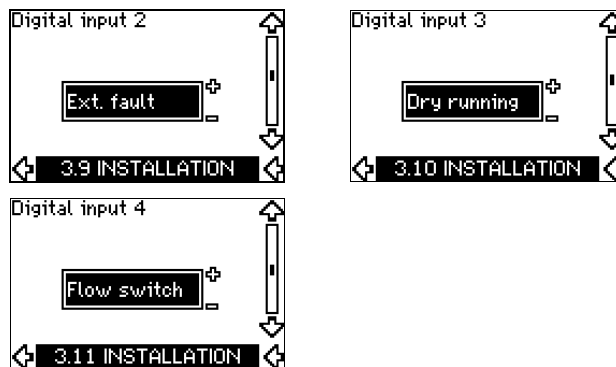 Digital input 2
Ext. fault
3.9 INSTALLATION
Digital input 3
Dry running
3.10 INSTALLATION
Digital input 4
Flow switch
3.11 INSTALLATION